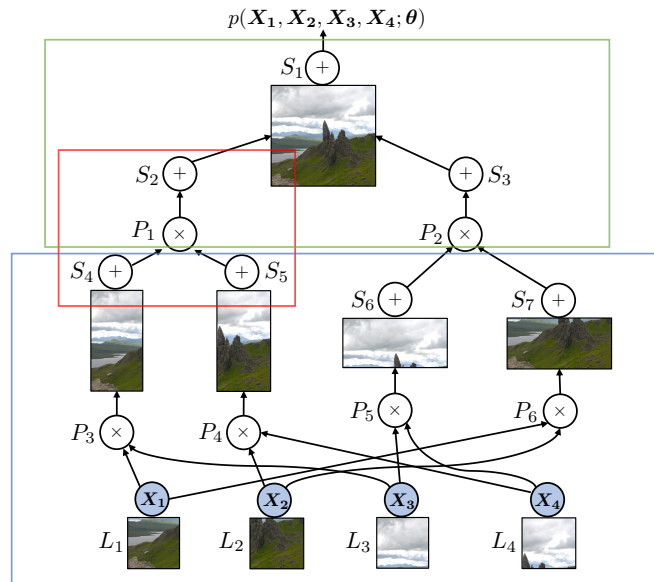 p(X₁, X₂, X₃, X₄; θ)
S₁ +
S₂ + + S₃
P₁ × P₂ ×
S₄ + + S₅
S₆ + S₇ +
P₃ × P₄ × P₅ × P₆ ×
X₁ X₂ X₃ X₄
L₁ L₂ L₃ L₄